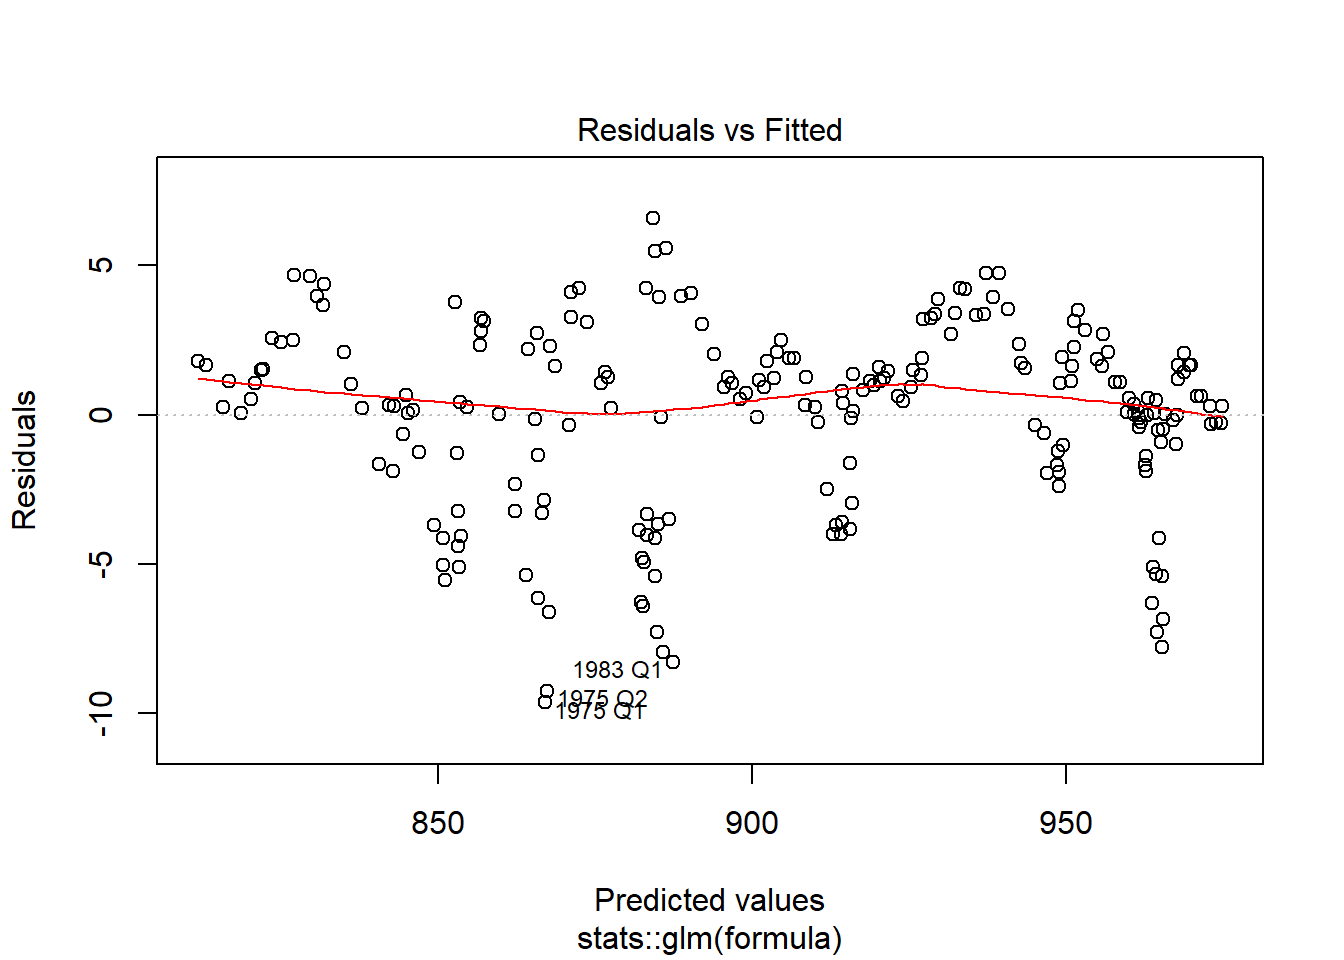 Residuals vs Fitted
Residuals
5
0
-5
-10
1983 Q1
1975 Q2
1975 Q1
850
900
950
Predicted values
stats::glm(formula)